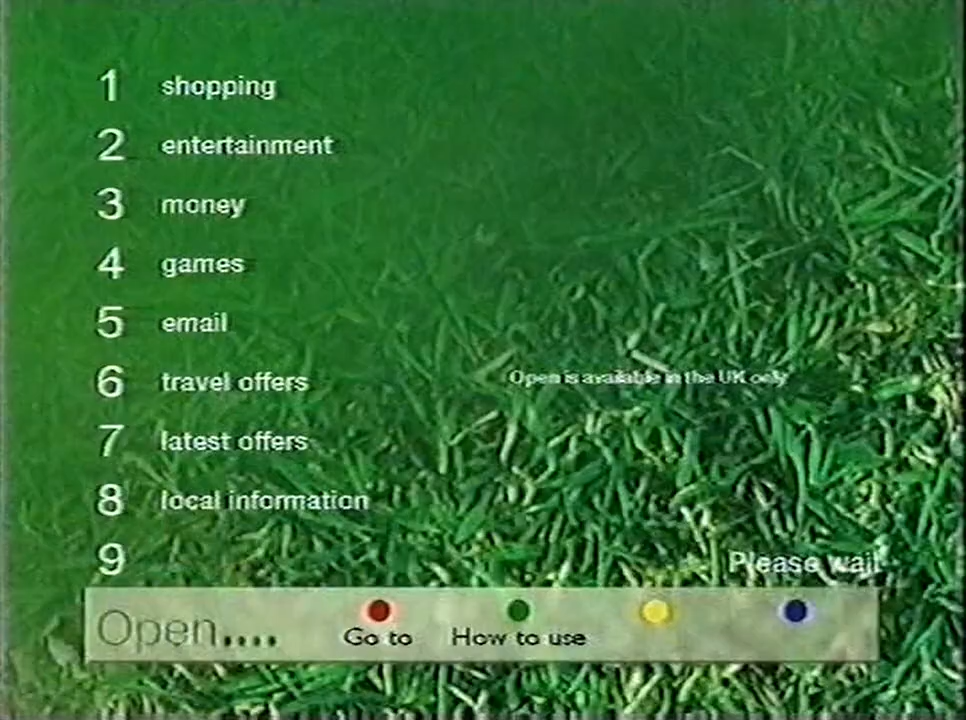 1 shopping
2 entertainment
3 money
4 games
5 email
6 travel offers
Open is available in the UK only
7 latest offers
8 local information
9
Please wait
Open....
Go to
How to use